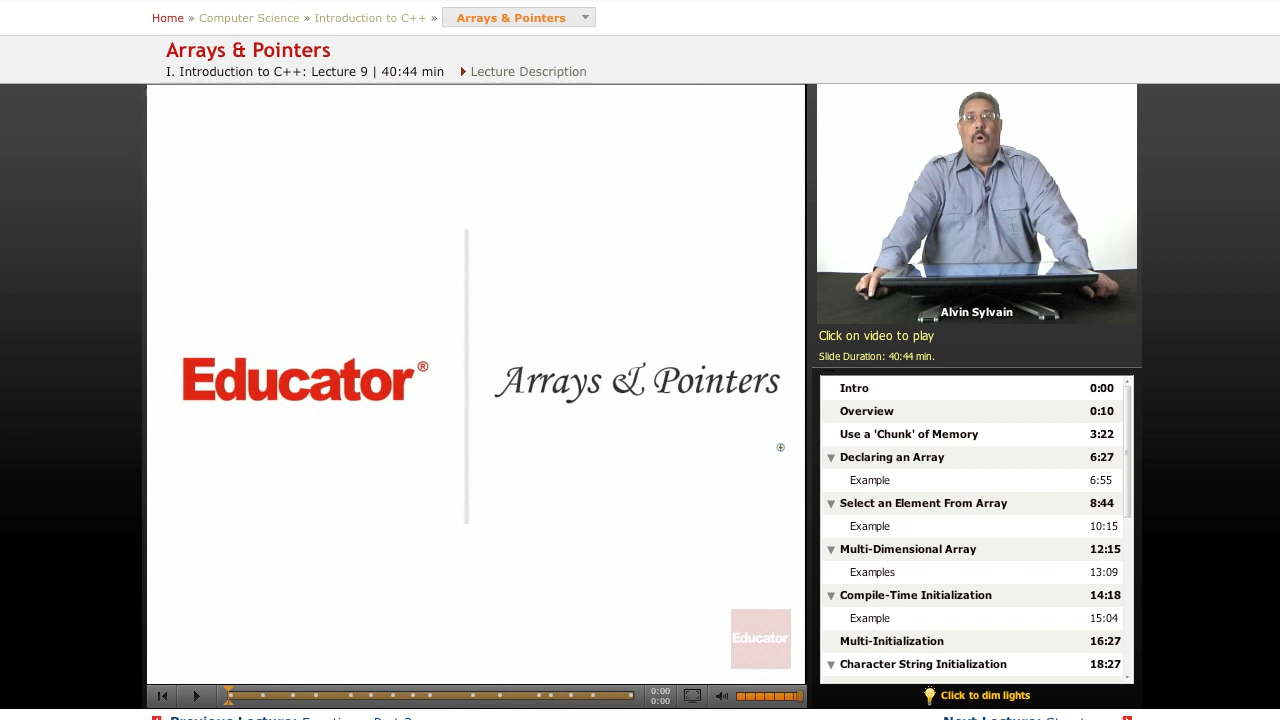 Home » Computer Science » Introduction to C++ » Arrays & Pointers
Arrays & Pointers
I. Introduction to C++: Lecture 9 | 40:44 min Lecture Description
Educator®
Arrays & Pointers
Educator
Alvin Sylvain
Click on video to play
Slide Duration: 40:44 min.
Intro 0:00
Overview 0:10
Use a 'Chunk' of Memory 3:22
Declaring an Array 6:27
Example 6:55
Select an Element From Array 8:44
Example 10:15
Multi-Dimensional Array 12:15
Examples 13:09
Compile-Time Initialization 14:18
Example 15:04
Multi-Initialization 16:27
Character String Initialization 18:27
0:00
0:00
Click to dim lights
Previous Lecture:
Next Lecture: